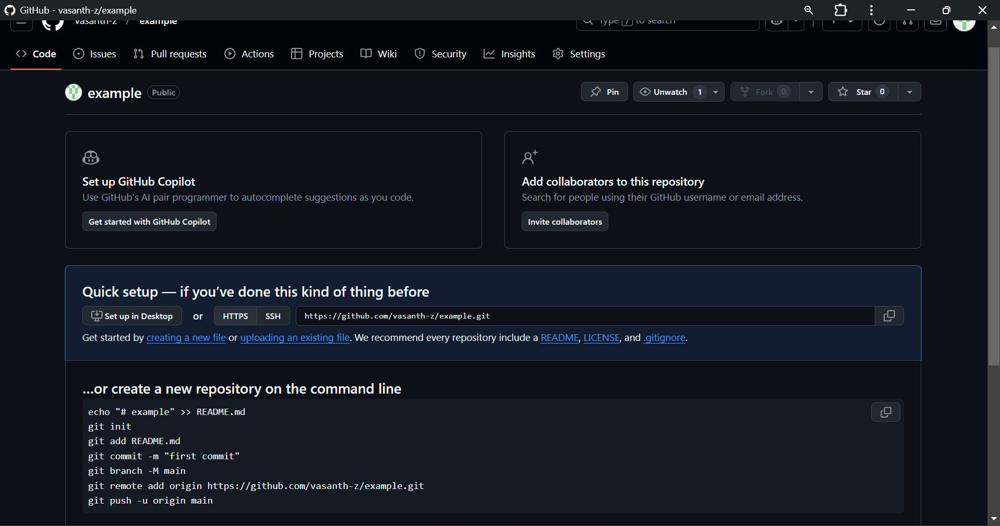 GitHub - vasanth-z/example
vasanth-z / example
Type / to search
Code Issues Pull requests Actions Projects Wiki Security Insights Settings
example Public
Pin Unwatch 1 Fork 0 Star 0
Set up GitHub Copilot
Use GitHub's AI pair programmer to autocomplete suggestions as you code.
Get started with GitHub Copilot
Add collaborators to this repository
Search for people using their GitHub username or email address.
Invite collaborators
Quick setup — if you’ve done this kind of thing before
Set up in Desktop or HTTPS SSH https://github.com/vasanth-z/example.git
Get started by creating a new file or uploading an existing file. We recommend every repository include a README, LICENSE, and .gitignore.
…or create a new repository on the command line
echo "# example" >> README.md
git init
git add README.md
git commit -m "first commit"
git branch -M main
git remote add origin https://github.com/vasanth-z/example.git
git push -u origin main